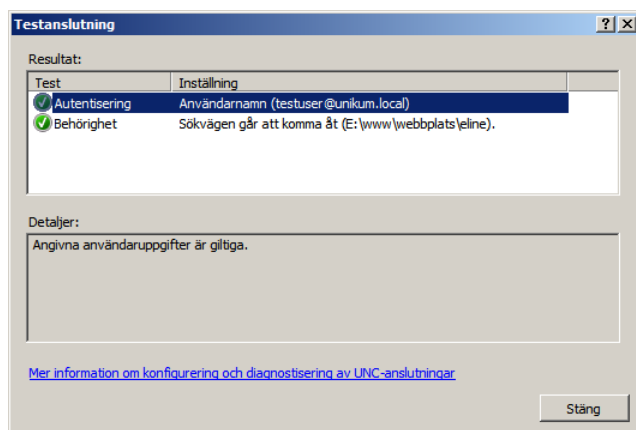 Testanslutning
Resultat:
Test Inställning
Autentisering Användarnamn (testuser@unikum.local)
Behörighet Sökvägen går att komma åt (E:\www\webbplats\eline).
Detaljer:
Angivna användaruppgifter är giltiga.
Mer information om konfigurering och diagnostisering av UNC-anslutningar
Stäng